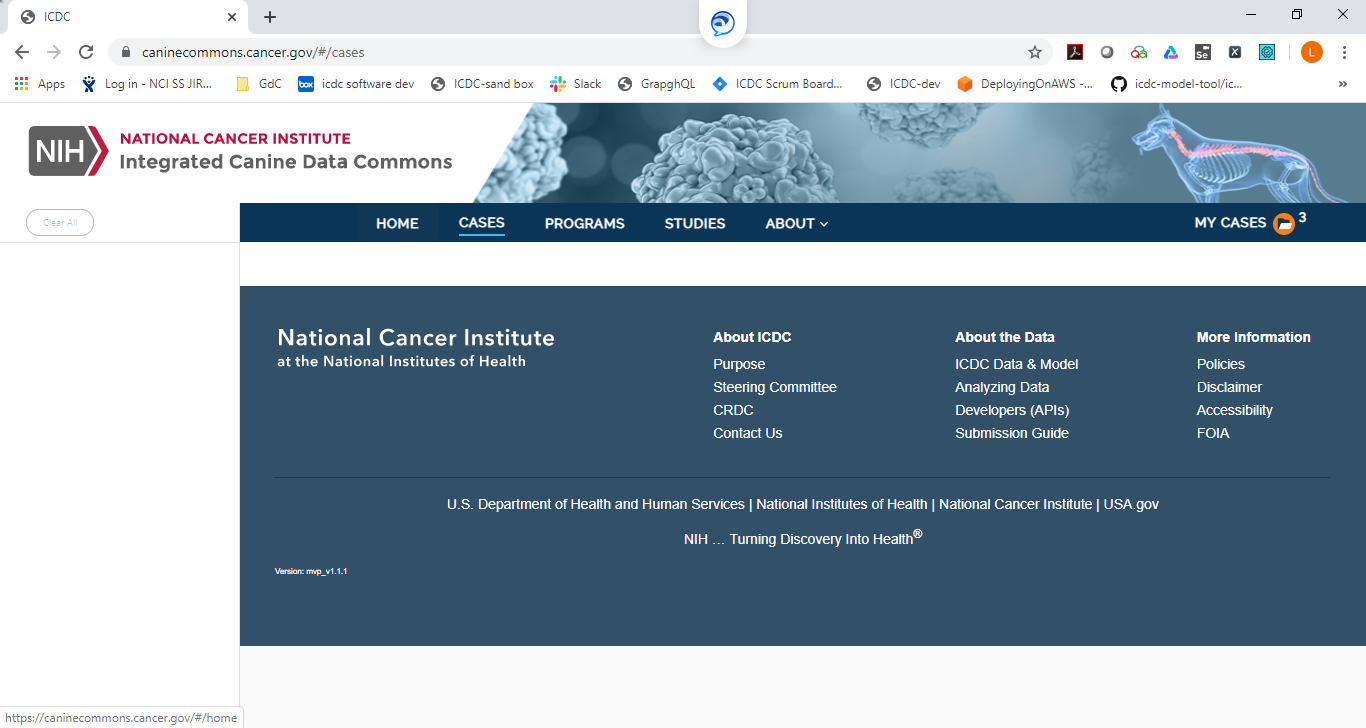 ICDC
caninecommons.cancer.gov/#/cases
Se
X
L
Apps
Log in - NCI SS JIR...
GdC
box
icdc software dev
ICDC-sand box
Slack
GrapghQL
ICDC Scrum Board...
ICDC-dev
DeployingOnAWS -...
icdc-model-tool/ic...
»
NIH
NATIONAL CANCER INSTITUTE
Integrated Canine Data Commons
Clear All
HOME
CASES
PROGRAMS
STUDIES
ABOUT
MY CASES
3
National Cancer Institute
at the National Institutes of Health
About ICDC
Purpose
Steering Committee
CRDC
Contact Us
About the Data
ICDC Data & Model
Analyzing Data
Developers (APIs)
Submission Guide
More Information
Policies
Disclaimer
Accessibility
FOIA
U.S. Department of Health and Human Services | National Institutes of Health | National Cancer Institute | USA.gov
NIH … Turning Discovery Into Health®
Version: mvp_v1.1.1
https://caninecommons.cancer.gov/#/home